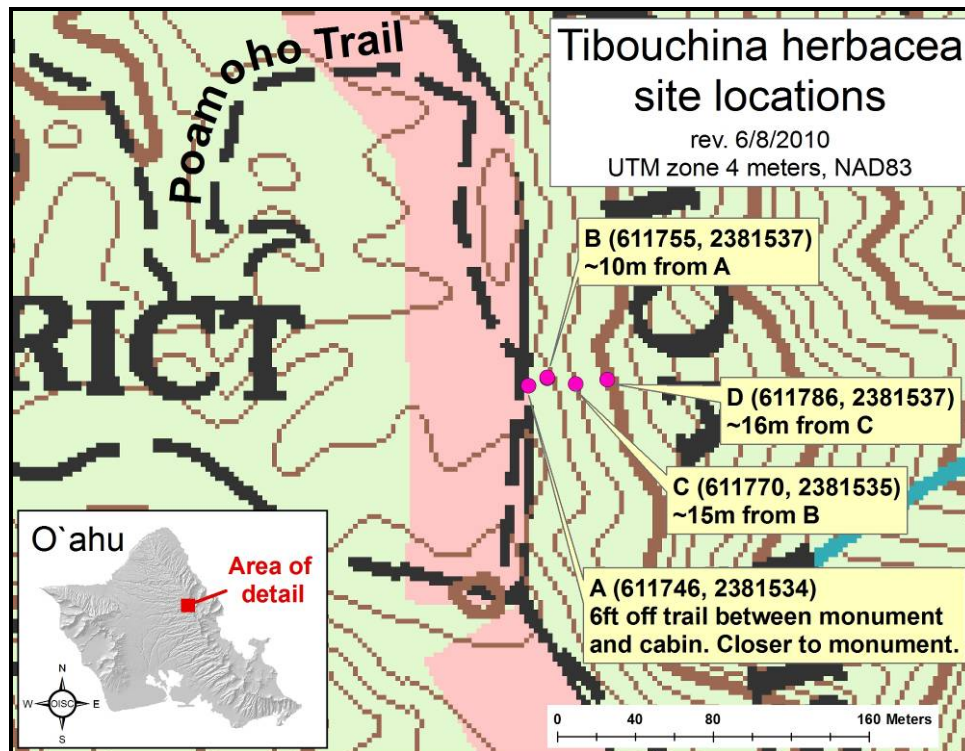 Poamoho Trail
Tibouchina herbacea
site locations
rev. 6/8/2010
UTM zone 4 meters, NAD83
B (611755, 2381537)
~10m from A
RICT
D (611786, 2381537)
~16m from C
C (611770, 2381535)
~15m from B
A (611746, 2381534)
6ft off trail between monument
and cabin. Closer to monument.
O`ahu
Area of
detail
N
W OISC E
S
0 40 80 160 Meters